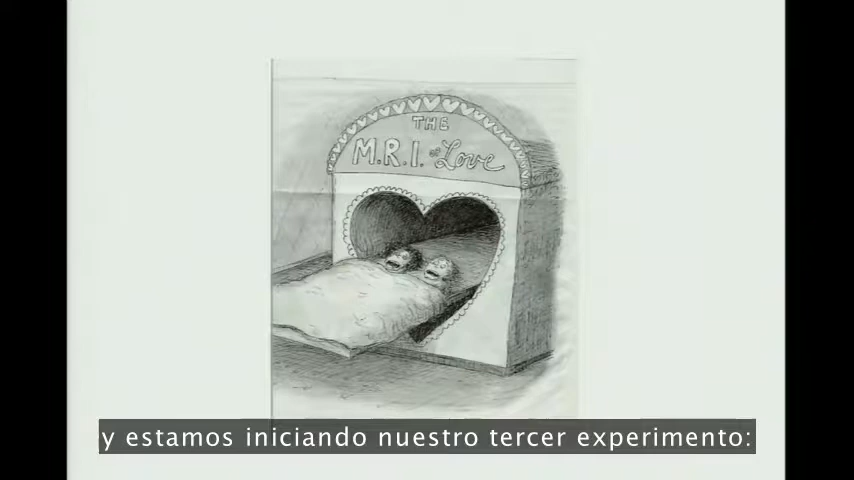 THE
M.R.I. of Love
y estamos iniciando nuestro tercer experimento: